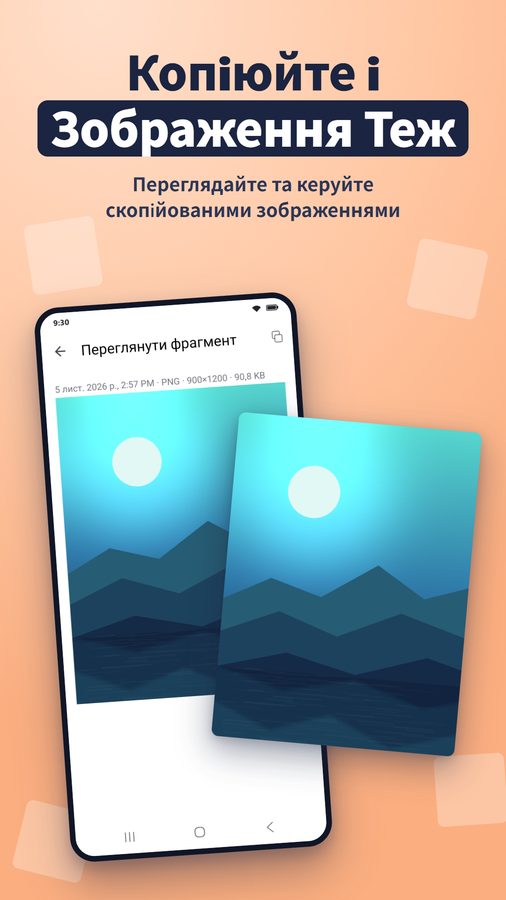 Копіюйте і
Зображення Теж
Переглядайте та керуйте
скопійованими зображеннями
9:30
Переглянути фрагмент
5 лист. 2026 р., 2:57 PM · PNG · 900×1200 · 90,8 KB